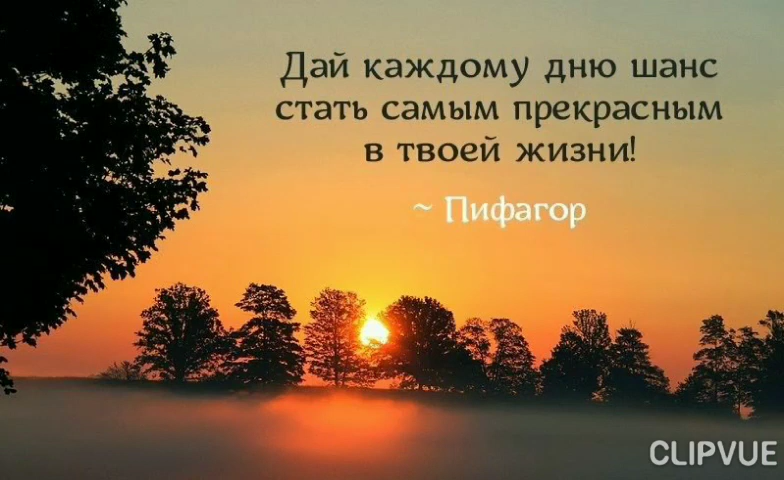 Дай каждому дню шанс
стать самым прекрасным
в твоей жизни!
~ Пифагор
CLIPVUE